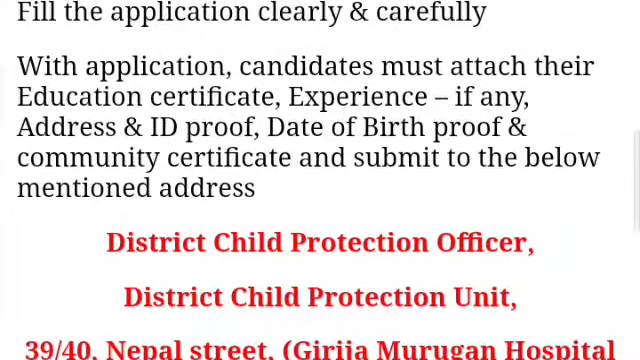 Fill the application clearly & carefully
With application, candidates must attach their
Education certificate, Experience – if any,
Address & ID proof, Date of Birth proof &
community certificate and submit to the below
mentioned address
District Child Protection Officer,
District Child Protection Unit,
39/40, Nepal street, (Girija Murugan Hospital